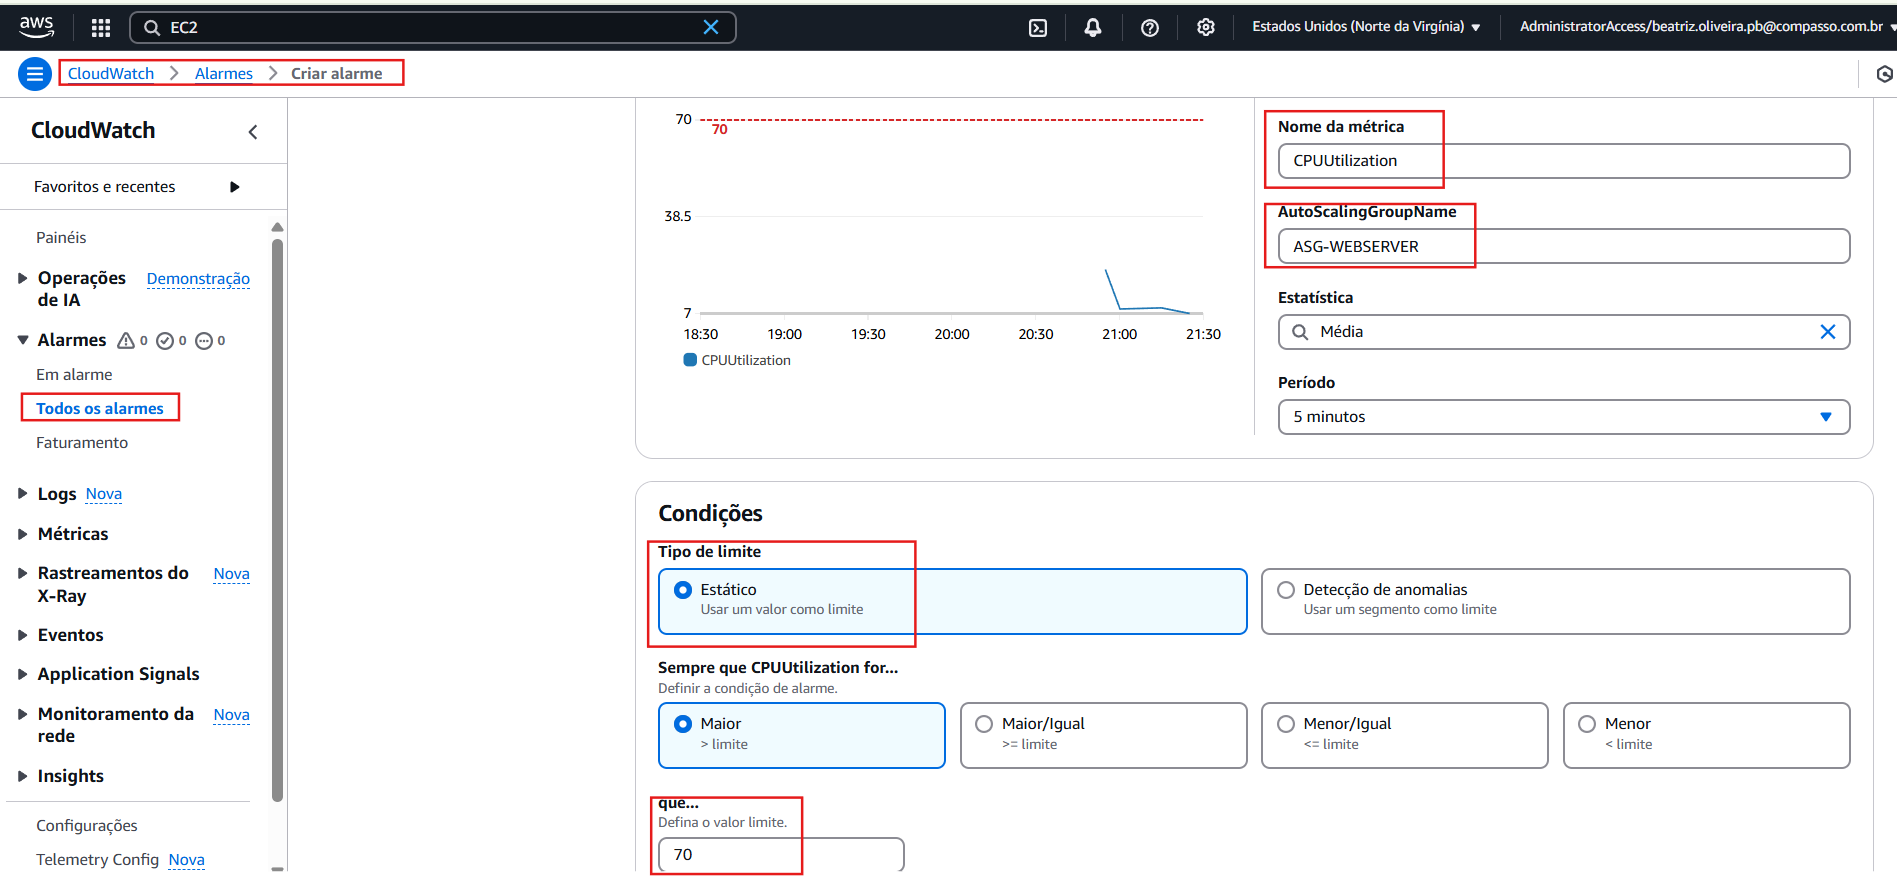 aws
EC2
Estados Unidos (Norte da Virgínia)
AdministratorAccess/beatriz.oliveira.pb@compasso.com.br
CloudWatch
Alarmes
Criar alarme
CloudWatch
Favoritos e recentes
Painéis
Operações de IA
Demonstração
Alarmes 0 0 0
Em alarme
Todos os alarmes
Faturamento
Logs Nova
Métricas
Rastreamentos do X-Ray
Nova
Eventos
Application Signals
Monitoramento da rede
Nova
Insights
Configurações
Telemetry Config Nova
70
70
38.5
7
18:30 19:00 19:30 20:00 20:30 21:00 21:30
CPUUtilization
Nome da métrica
CPUUtilization
AutoScalingGroupName
ASG-WEBSERVER
Estatística
Média
Período
5 minutos
Condições
Tipo de limite
Estático
Usar um valor como limite
Detecção de anomalias
Usar um segmento como limite
Sempre que CPUUtilization for...
Definir a condição de alarme.
Maior
> limite
Maior/Igual
>= limite
Menor/Igual
<= limite
Menor
< limite
que...
Defina o valor limite.
70